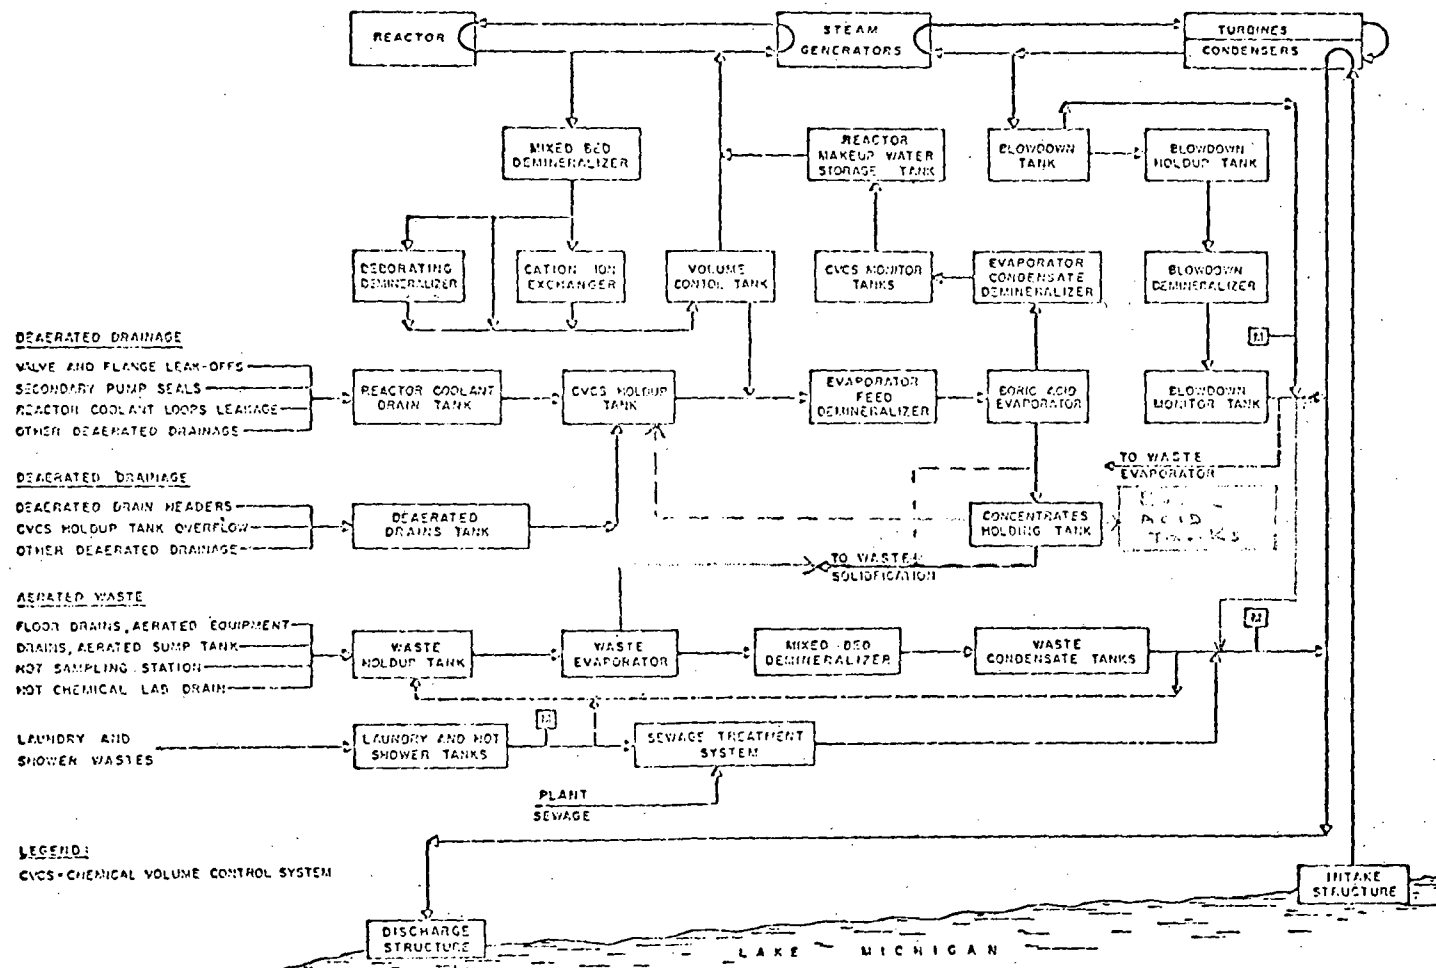 REACTOR
STEAM
GENERATORS
TURBINES
CONDENSERS
MIXED BED
DEMINERALIZER
REACTOR
MAKEUP WATER
STORAGE TANK
BLOWDOWN
TANK
BLOWDOWN
HOLDUP TANK
DEBORATING
DEMINERALIZER
CATION ION
EXCHANGER
VOLUME
CONTOL TANK
CVCS MONITOR
TANKS
EVAPORATOR
CONDENSATE
DEMINERALIZER
BLOWDOWN
DEMINERALIZER
DEAERATED DRAINAGE
VALVE AND FLANGE LEAK-OFFS
SECONDARY PUMP SEALS
REACTOR COOLANT LOOPS LEAKAGE
OTHER DEAERATED DRAINAGE
REACTOR COOLANT
DRAIN TANK
CVCS HOLDUP
TANK
EVAPORATOR
FEED
DEMINERALIZER
BORIC ACID
EVAPORATOR
BLOWDOWN
MONITOR TANK
TO WASTE
EVAPORATOR
DEAERATED DRAINAGE
DEAERATED DRAIN HEADERS
CVCS HOLDUP TANK OVERFLOW
OTHER DEAERATED DRAINAGE
DEAERATED
DRAINS TANK
CONCENTRATES
HOLDING TANK
ACID
TANKS
TO WASTE
SOLIDIFICATION
AERATED WASTE
FLOOR DRAINS, AERATED EQUIPMENT
DRAINS, AERATED SUMP TANK
HOT SAMPLING STATION
HOT CHEMICAL LAB DRAIN
WASTE
HOLDUP TANK
WASTE
EVAPORATOR
MIXED BED
DEMINERALIZER
WASTE
CONDENSATE TANKS
LAUNDRY AND
SHOWER WASTES
LAUNDRY AND HOT
SHOWER TANKS
SEWAGE TREATMENT
SYSTEM
PLANT
SEWAGE
LEGEND:
CVCS=CHEMICAL VOLUME CONTROL SYSTEM
INTAKE
STRUCTURE
DISCHARGE
STRUCTURE
LAKE MICHIGAN